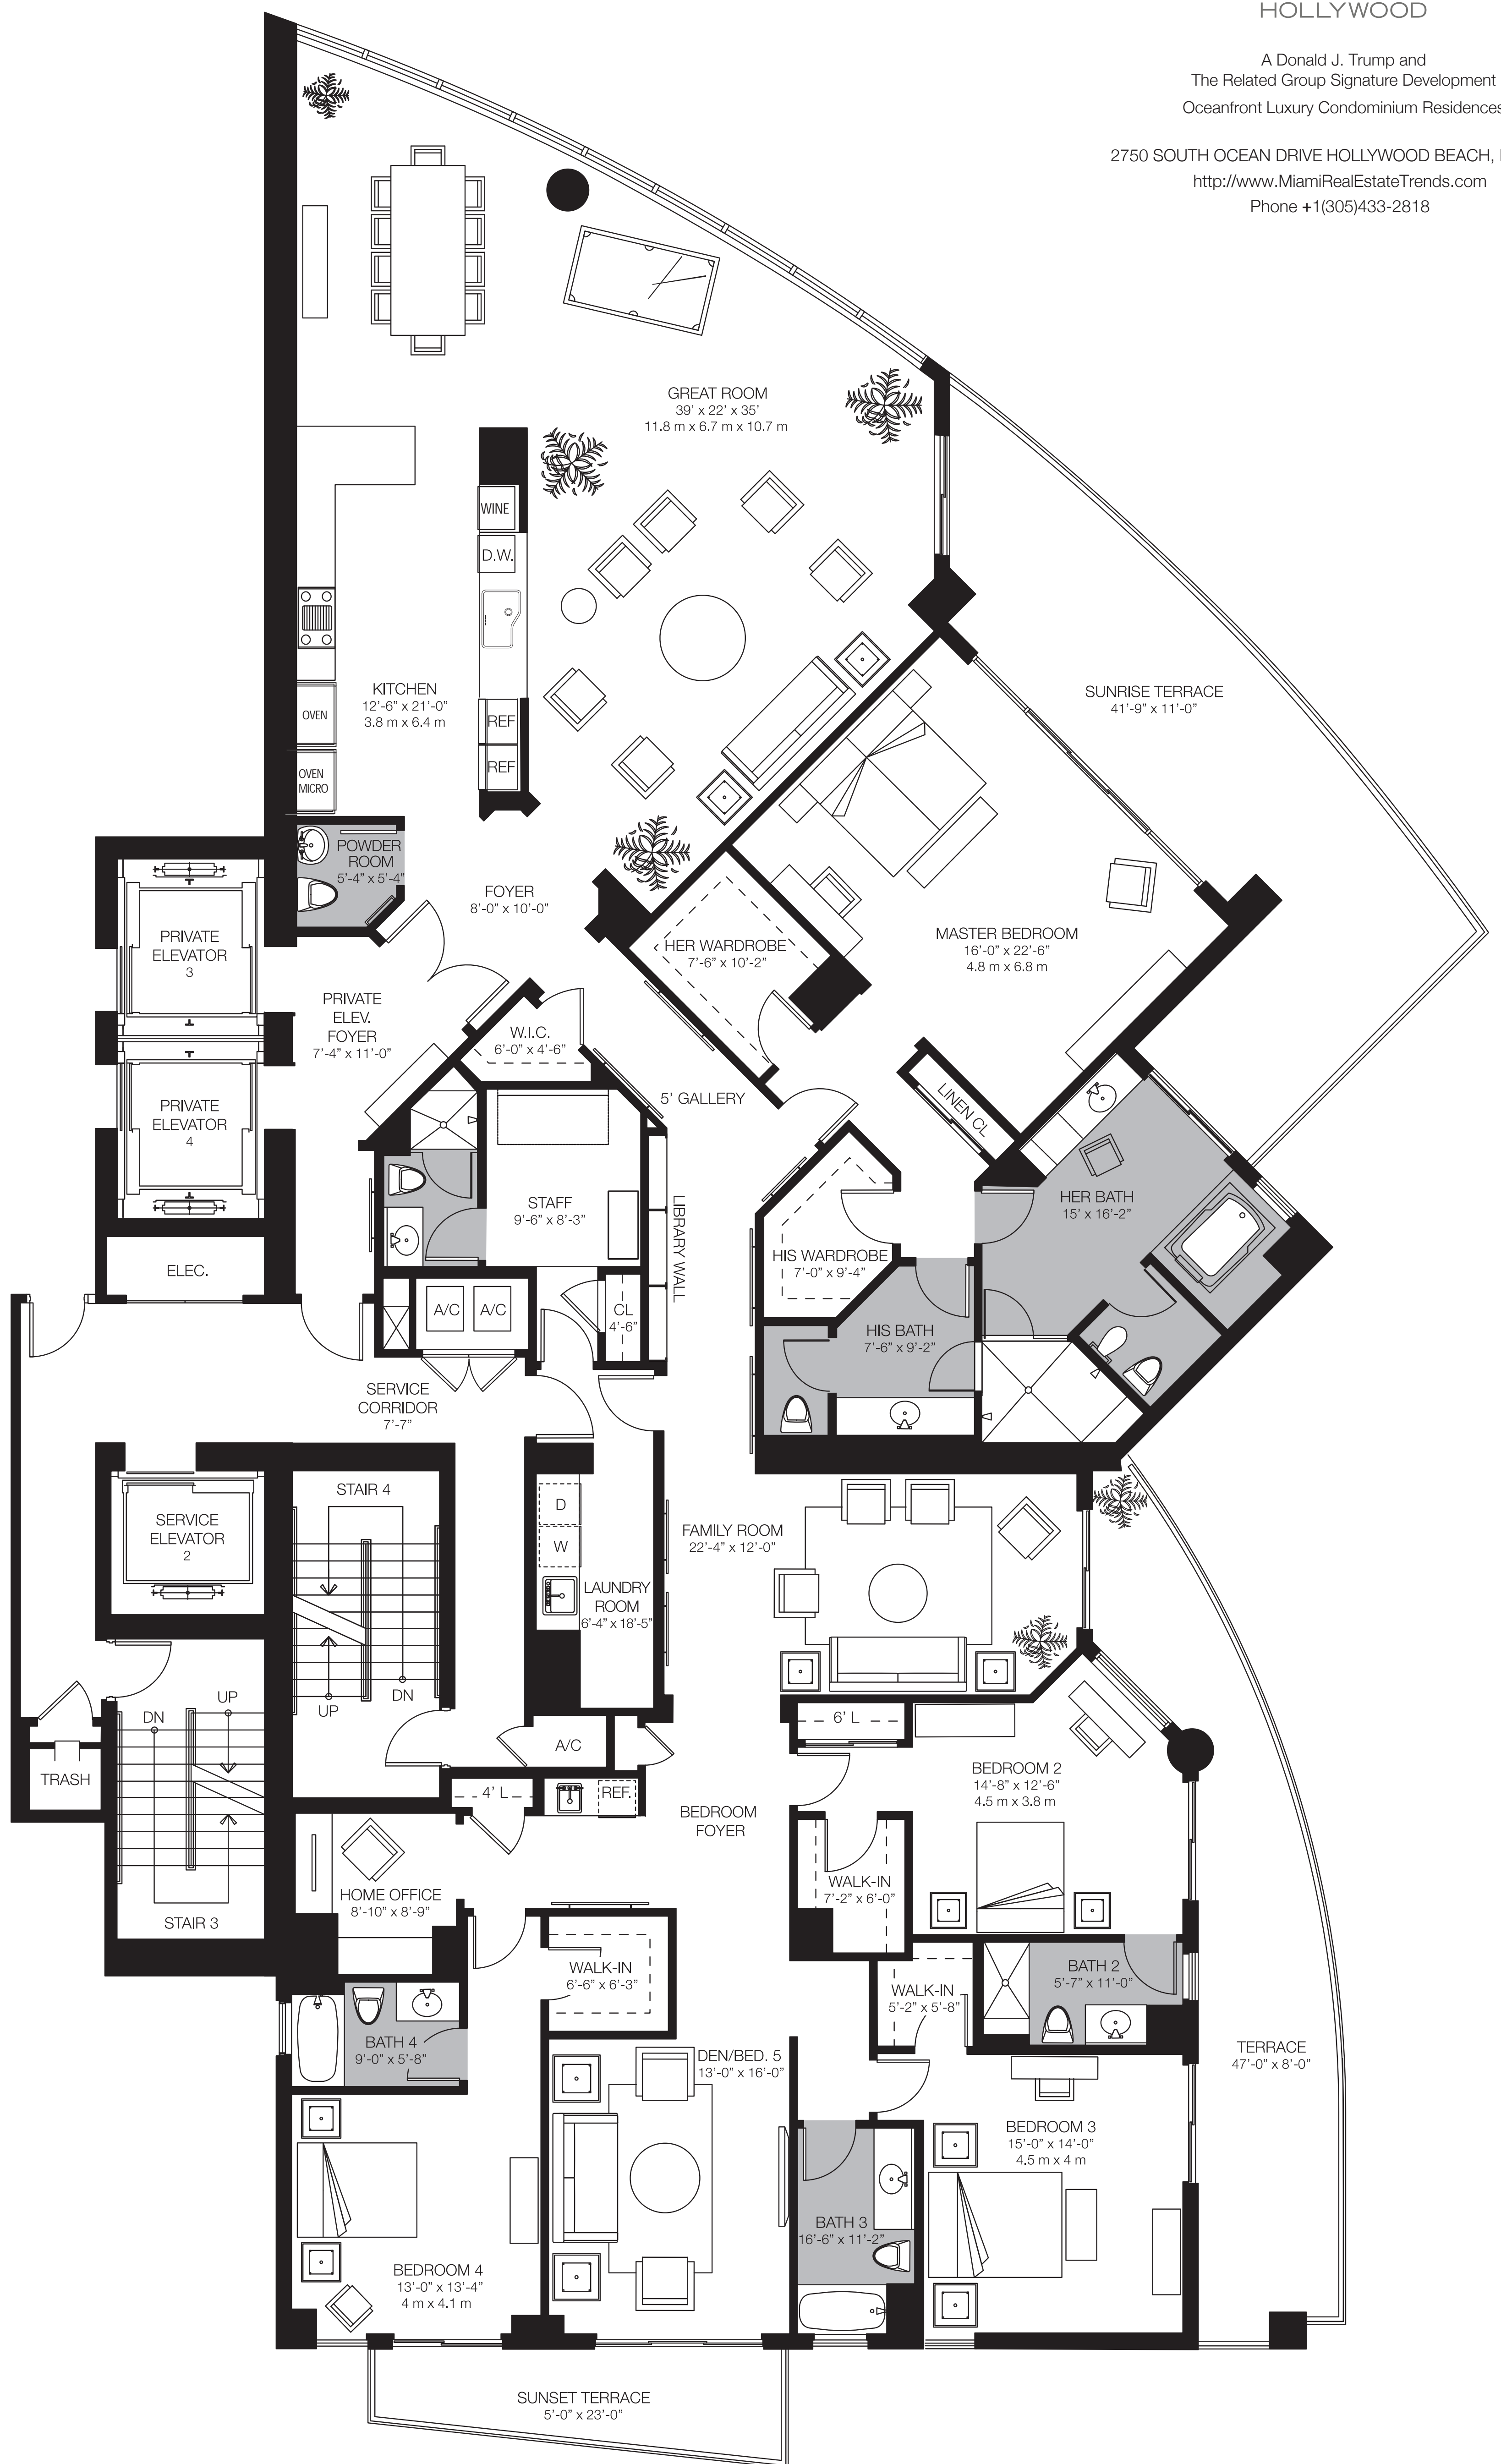 HOLLYWOOD
A Donald J. Trump and
The Related Group Signature Development
Oceanfront Luxury Condominium Residences
2750 SOUTH OCEAN DRIVE HOLLYWOOD BEACH,
http://www.MiamiRealEstateTrends.com
Phone +1(305)433-2818
GREAT ROOM
39' x 22' x 35'
11.8 m x 6.7 m x 10.7 m
WINE
D.W.
KITCHEN
12'-6" x 21'-0"
3.8 m x 6.4 m
OVEN
REF
REF
OVEN
MICRO
SUNRISE TERRACE
41'-9" x 11'-0"
POWDER
ROOM
5'-4" x 5'-4"
FOYER
8'-0" x 10'-0"
PRIVATE
ELEVATOR
3
HER WARDROBE
7'-6" x 10'-2"
MASTER BEDROOM
16'-0" x 22'-6"
4.8 m x 6.8 m
PRIVATE
ELEV.
FOYER
7'-4" x 11'-0"
W.I.C.
6'-0" x 4'-6"
5' GALLERY
LINEN CL
PRIVATE
ELEVATOR
4
STAFF
9'-6" x 8'-3"
LIBRARY WALL
HER BATH
15' x 16'-2"
HIS WARDROBE
7'-0" x 9'-4"
ELEC.
A/C
A/C
CL
4'-6"
HIS BATH
7'-6" x 9'-2"
SERVICE
CORRIDOR
7'-7"
STAIR 4
SERVICE
ELEVATOR
2
D
W
FAMILY ROOM
22'-4" x 12'-0"
LAUNDRY
ROOM
6'-4" x 18'-5"
UP
DN
DN
UP
A/C
6' L
TRASH
4' L
REF.
BEDROOM
FOYER
BEDROOM 2
14'-8" x 12'-6"
4.5 m x 3.8 m
HOME OFFICE
8'-10" x 8'-9"
WALK-IN
7'-2" x 6'-0"
STAIR 3
WALK-IN
6'-6" x 6'-3"
WALK-IN
5'-2" x 5'-8"
BATH 2
5'-7" x 11'-0"
BATH 4
9'-0" x 5'-8"
DEN/BED. 5
13'-0" x 16'-0"
TERRACE
47'-0" x 8'-0"
BEDROOM 3
15'-0" x 14'-0"
4.5 m x 4 m
BATH 3
16'-6" x 11'-2"
BEDROOM 4
13'-0" x 13'-4"
4 m x 4.1 m
SUNSET TERRACE
5'-0" x 23'-0"